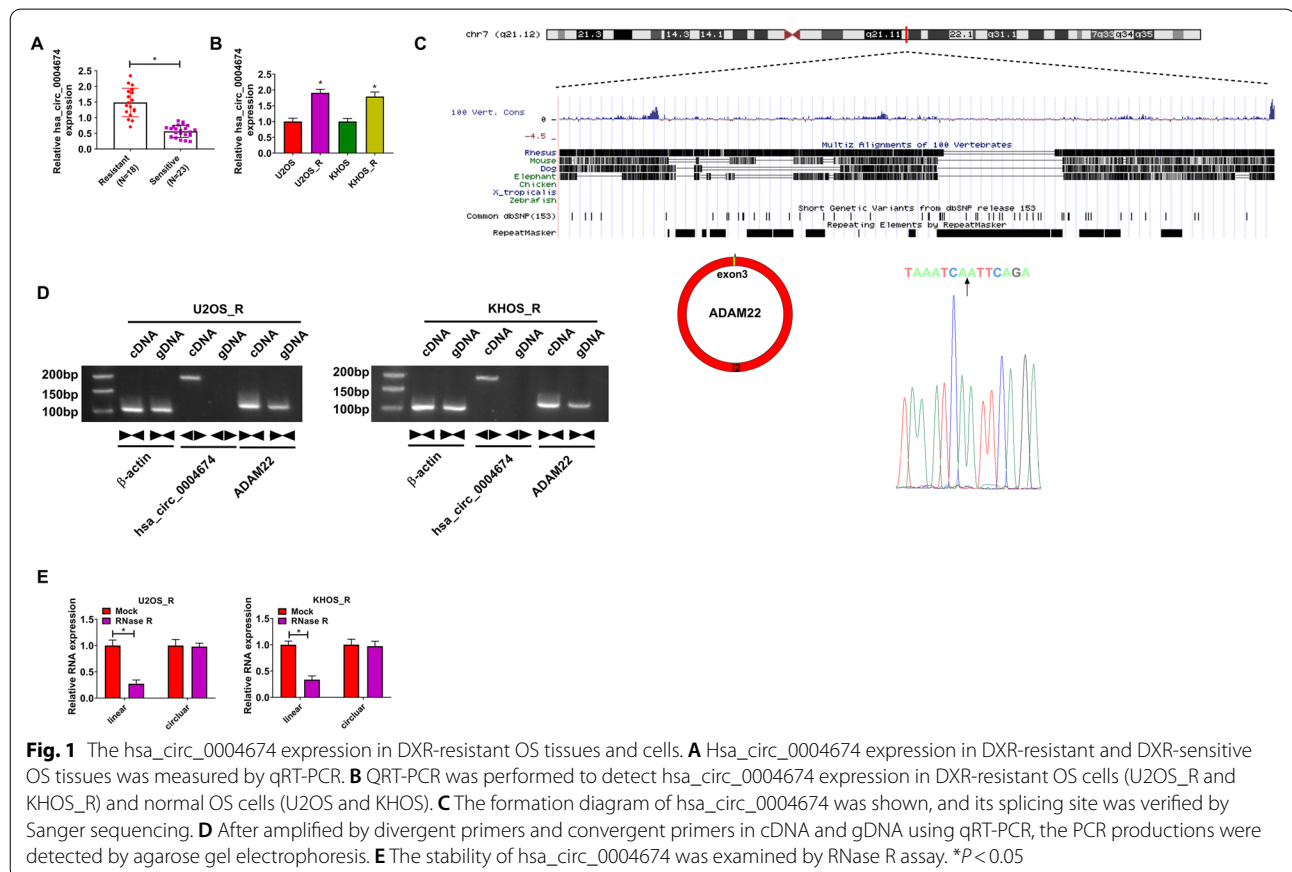 A
Relative hsa_circ_0004674
expression
2.5
2.0
1.5
1.0
0.5
0.0
*
Resistant
(N=18)
Sensitive
(N=23)
B
Relative hsa_circ_0004674
expression
2.5
2.0
1.5
1.0
0.5
0.0
*
*
U2OS
U2OS_R
KHOS
KHOS_R
C
chr7 (q21.12)
21.3
14.3
14.1
q21.11
22.1
q31.1
7q33
q34
q35
100 Vert. Cons
0
-4.5
Multiz Alignments of 100 Vertebrates
Rhesus
Mouse
Dog
Elephant
Chicken
X_tropicalis
Zebrafish
Short Genetic Variants from dbSNP release 153
Common dbSNP(153)
Repeating Elements by RepeatMasker
RepeatMasker
exon3
ADAM22
i2
TAAATCAATTCAGA
D
U2OS_R
cDNA
gDNA
cDNA
gDNA
cDNA
gDNA
200bp
150bp
100bp
β-actin
hsa_circ_0004674
ADAM22
KHOS_R
cDNA
gDNA
cDNA
gDNA
cDNA
gDNA
200bp
150bp
100bp
β-actin
hsa_circ_0004674
ADAM22
E
U2OS_R
Relative RNA expression
1.5
1.0
0.5
0.0
Mock
RNase R
*
linear
circluar
KHOS_R
Relative RNA expression
1.5
1.0
0.5
0.0
Mock
RNase R
*
linear
circluar
Fig. 1 The hsa_circ_0004674 expression in DXR-resistant OS tissues and cells. A Hsa_circ_0004674 expression in DXR-resistant and DXR-sensitive
OS tissues was measured by qRT-PCR. B QRT-PCR was performed to detect hsa_circ_0004674 expression in DXR-resistant OS cells (U2OS_R and
KHOS_R) and normal OS cells (U2OS and KHOS). C The formation diagram of hsa_circ_0004674 was shown, and its splicing site was verified by
Sanger sequencing. D After amplified by divergent primers and convergent primers in cDNA and gDNA using qRT-PCR, the PCR productions were
detected by agarose gel electrophoresis. E The stability of hsa_circ_0004674 was examined by RNase R assay. *P < 0.05